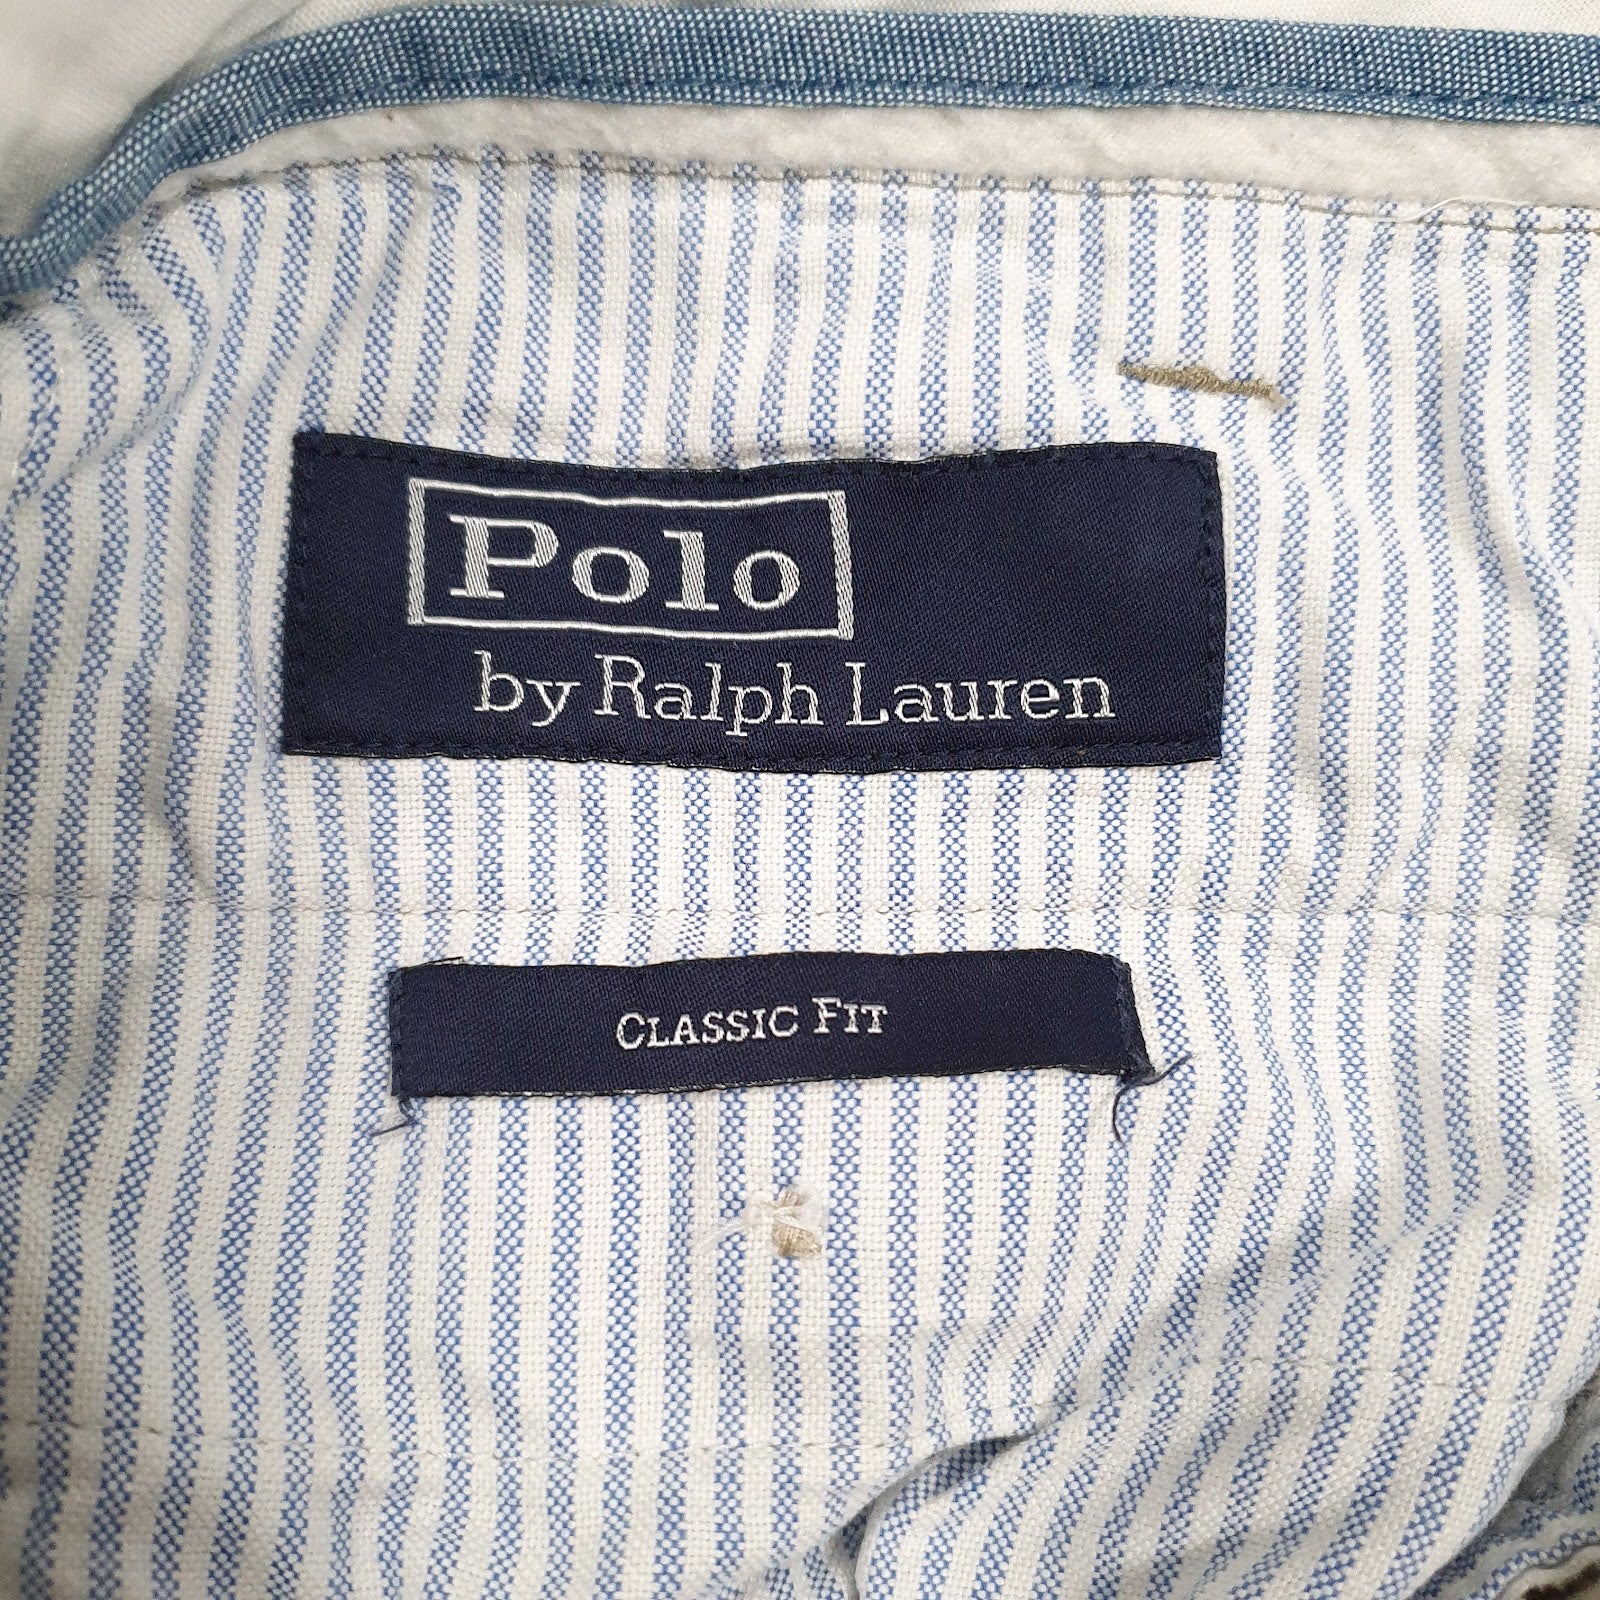 Polo
by Ralph Lauren
Classic Fit